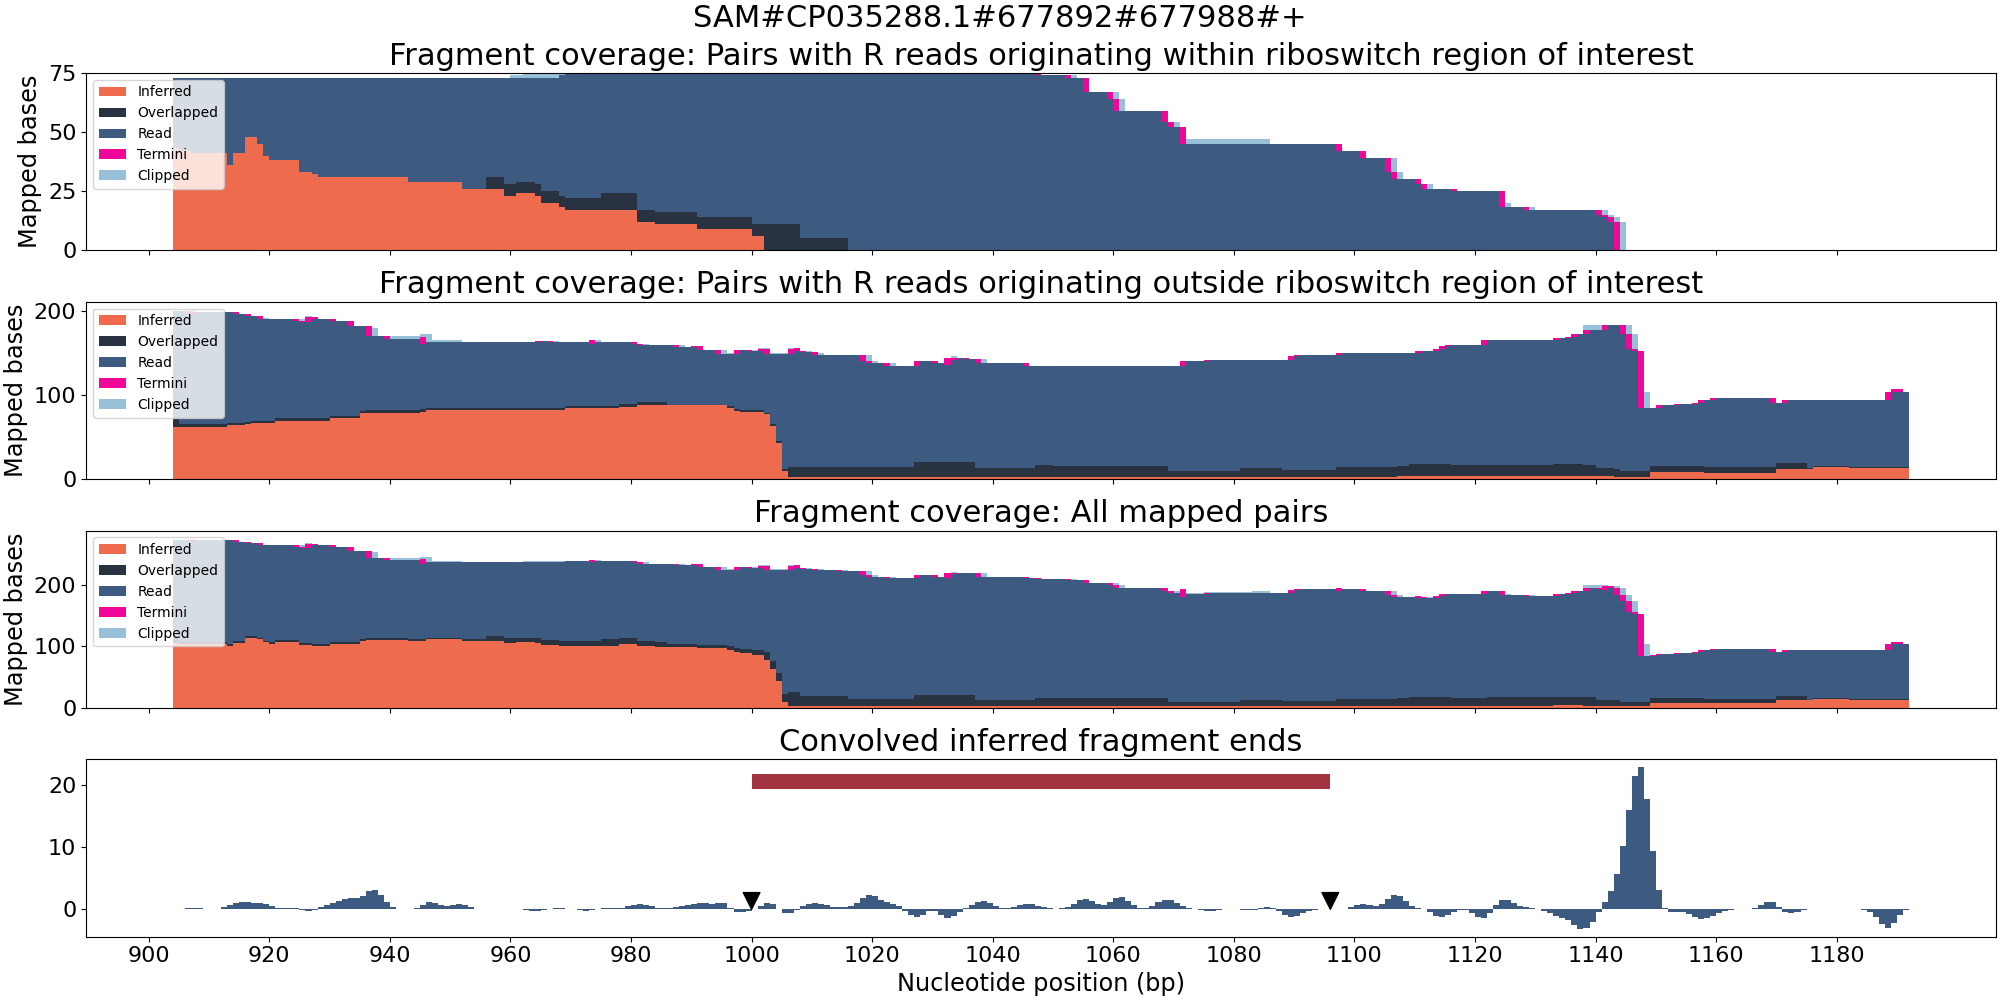 SAM#CP035288.1#677892#677988#+
Fragment coverage: Pairs with R reads originating within riboswitch region of interest
Mapped bases
75
50
25
0
Inferred
Overlapped
Read
Termini
Clipped
Fragment coverage: Pairs with R reads originating outside riboswitch region of interest
Mapped bases
200
100
0
Inferred
Overlapped
Read
Termini
Clipped
Fragment coverage: All mapped pairs
Mapped bases
200
100
0
Inferred
Overlapped
Read
Termini
Clipped
Convolved inferred fragment ends
20
10
0
900 920 940 960 980 1000 1020 1040 1060 1080 1100 1120 1140 1160 1180
Nucleotide position (bp)